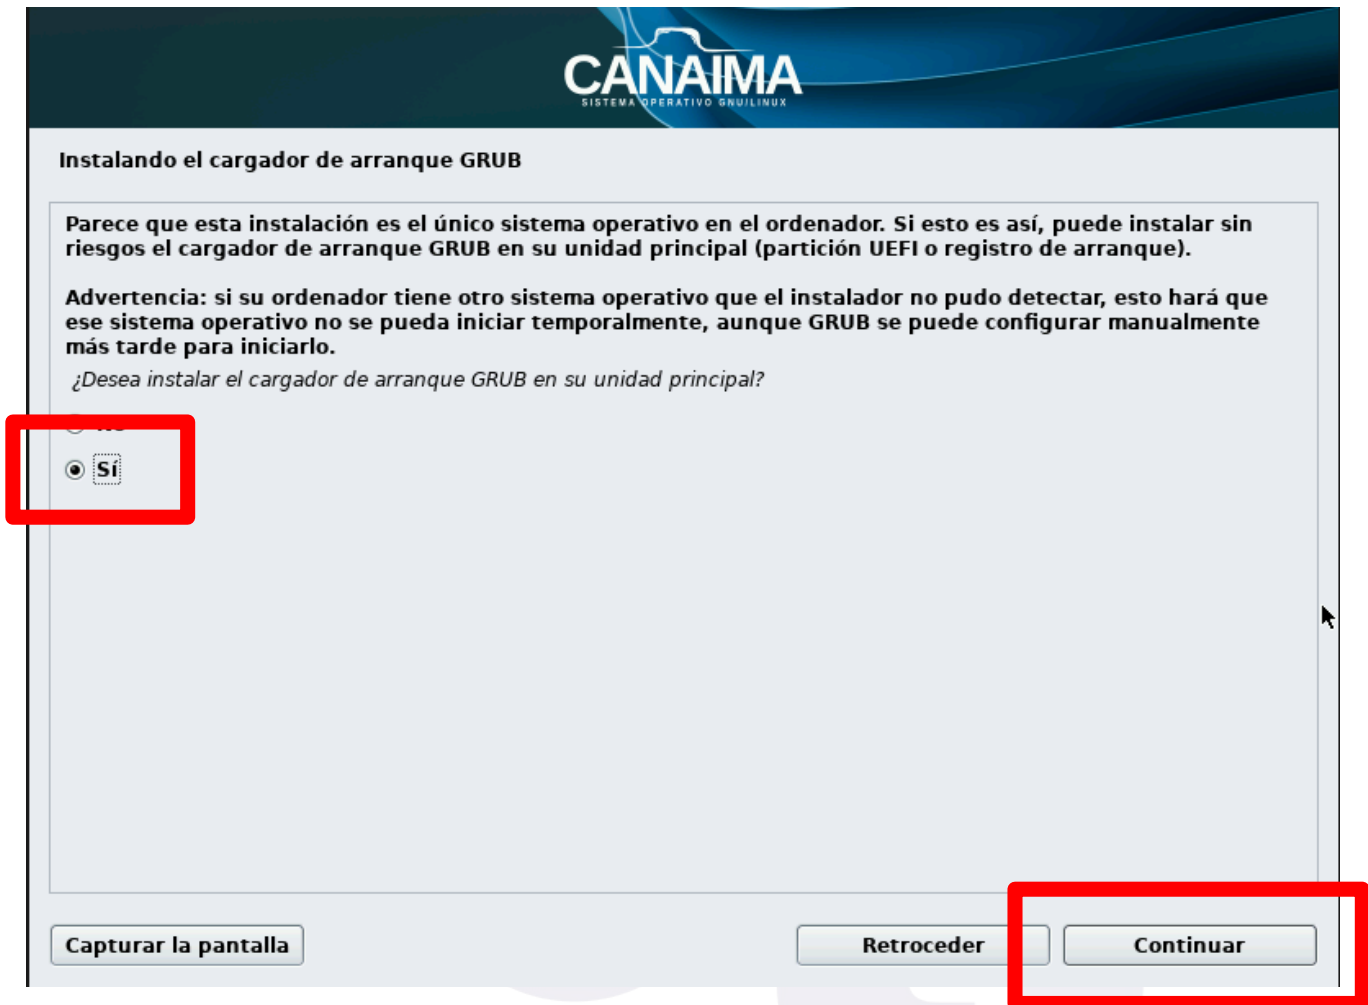 CANAIMA
SISTEMA OPERATIVO GNU/LINUX
Instalando el cargador de arranque GRUB
Parece que esta instalación es el único sistema operativo en el ordenador. Si esto es así, puede instalar sin
riesgos el cargador de arranque GRUB en su unidad principal (partición UEFI o registro de arranque).
Advertencia: si su ordenador tiene otro sistema operativo que el instalador no pudo detectar, esto hará que
ese sistema operativo no se pueda iniciar temporalmente, aunque GRUB se puede configurar manualmente
más tarde para iniciarlo.
¿Desea instalar el cargador de arranque GRUB en su unidad principal?
Sí
Capturar la pantalla
Retroceder
Continuar